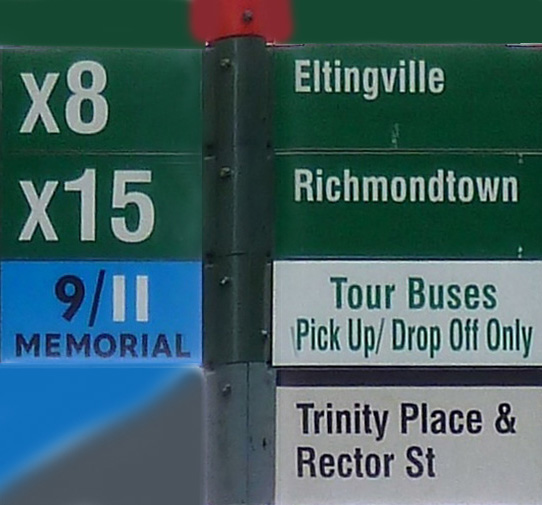 X8 Eltingville
X15 Richmondtown
9/11
MEMORIAL
Tour Buses
Pick Up/ Drop Off Only
Trinity Place &
Rector St